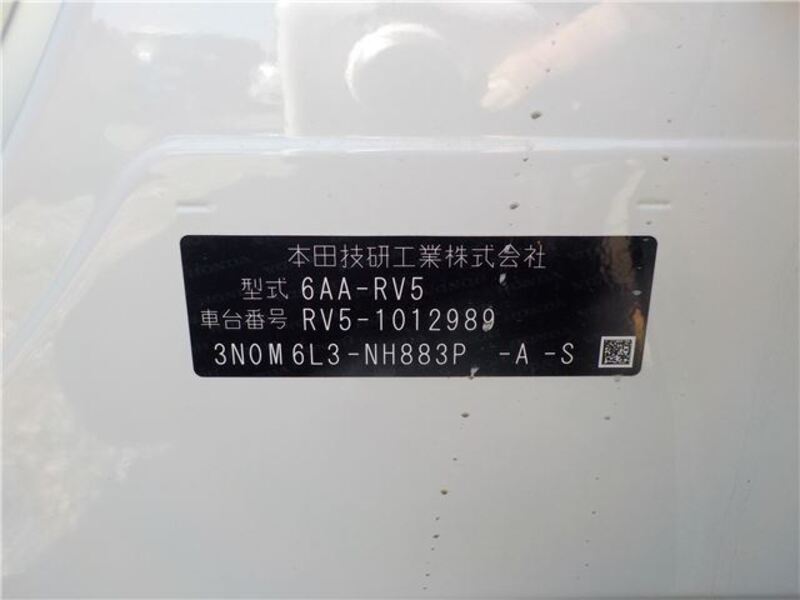 本田技研工業株式会社
型式 6AA-RV5
車台番号 RV5-1012989
3N0M6L3-NH883P -A -S